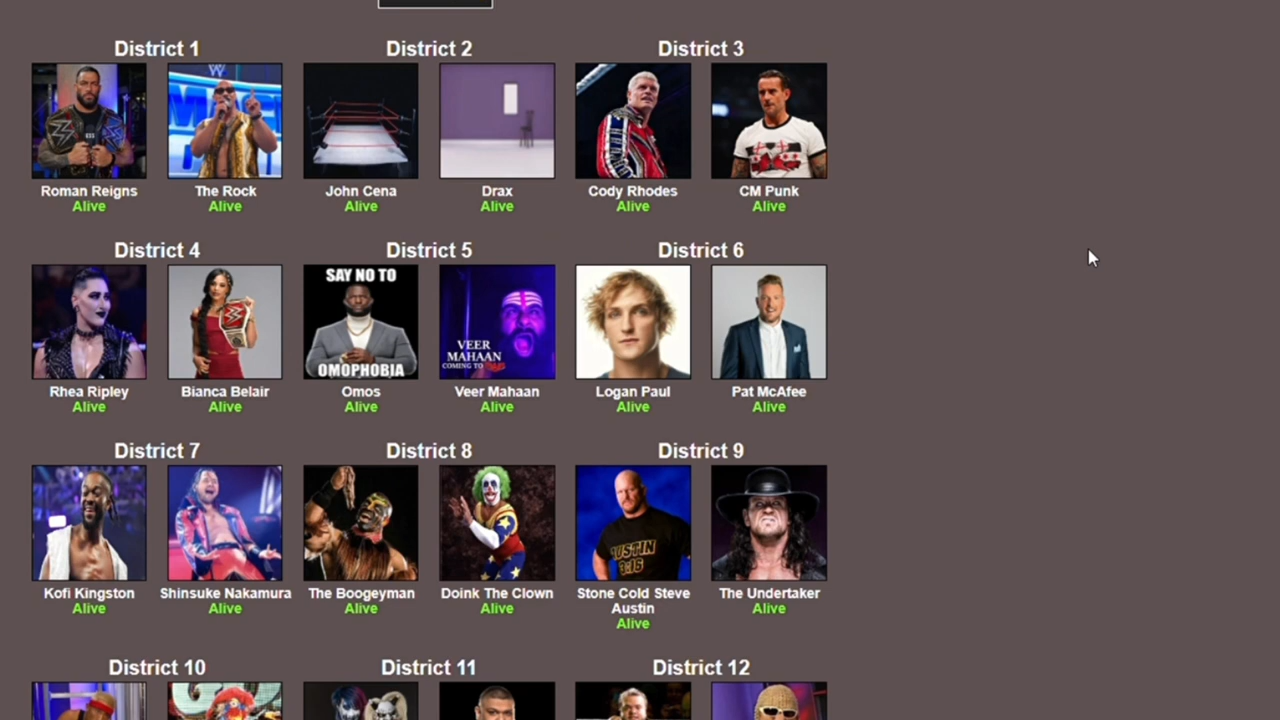 District 1
District 2
District 3
Roman Reigns
Alive
The Rock
Alive
John Cena
Alive
Drax
Alive
Cody Rhodes
Alive
CM Punk
Alive
District 4
District 5
District 6
SAY NO TO
OMOPHOBIA
VEER
MAHAAN
COMING TO
Rhea Ripley
Alive
Bianca Belair
Alive
Omos
Alive
Veer Mahaan
Alive
Logan Paul
Alive
Pat McAfee
Alive
District 7
District 8
District 9
AUSTIN
3:16
Kofi Kingston
Alive
Shinsuke Nakamura
Alive
The Boogeyman
Alive
Doink The Clown
Alive
Stone Cold Steve
Austin
Alive
The Undertaker
Alive
District 10
District 11
District 12